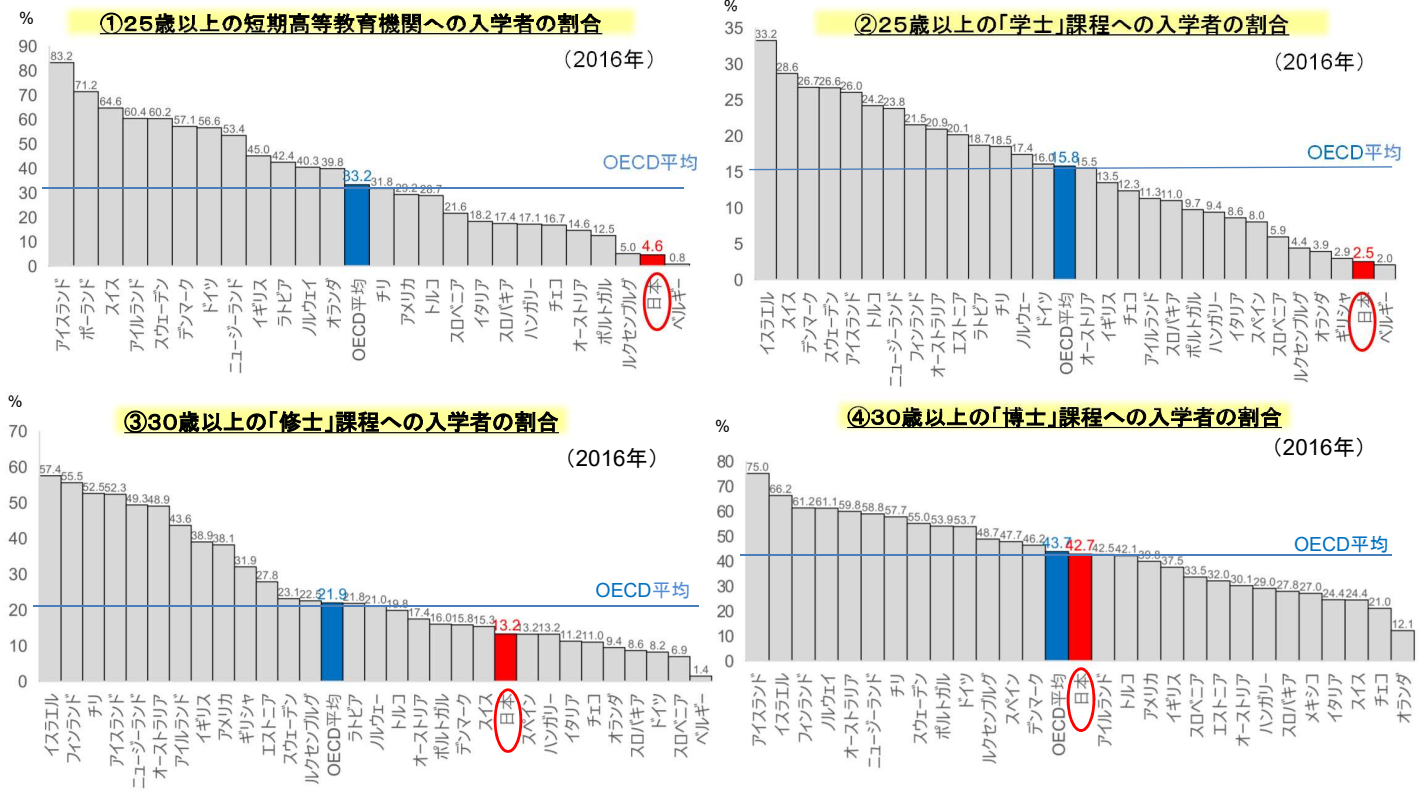 %
①25歳以上の短期高等教育機関への入学者の割合
（2016年）
90
80
70
60
50
40
30
20
10
0
83.2 71.2 64.6 60.4 60.2 57.1 56.6 53.4 45.0 42.4 40.3 39.8 33.2 31.8 29.2 28.7 21.6 18.2 17.4 17.1 16.7 14.6 12.5 5.0 4.6 0.8
OECD平均
アイスランド ポーランド スイス アイルランド スウェーデン デンマーク ドイツ ニュージーランド イギリス ラトビア ノルウェイ オランダ OECD平均 チリ アメリカ トルコ スロベニア イタリア スロバキア ハンガリー チェコ オーストリア ポルトガル ルクセンブルグ 日本 ベルギー
%
②25歳以上の「学士」課程への入学者の割合
（2016年）
35
30
25
20
15
10
5
0
33.2 28.6 26.7 26.6 26.0 24.2 23.8 21.5 20.9 20.1 18.7 18.5 17.4 16.0 15.8 15.5 13.5 12.3 11.3 11.0 9.7 9.4 8.6 8.0 5.9 4.4 3.9 2.9 2.5 2.0
OECD平均
イスラエル スイス デンマーク スウェデン アイスランド トルコ ニュージーランド フィンランド オーストラリア エストニア ラトビア チリ ノルウェー ドイツ OECD平均 オーストリア イギリス チェコ アイルランド スロバキア ポルトガル ハンガリー イタリア スペイン スロベニア ルクセンブルグ オランダ ギリシャ 日本 ベルギー
%
③30歳以上の「修士」課程への入学者の割合
（2016年）
70
60
50
40
30
20
10
0
57.4 55.5 52.5 52.3 49.3 48.9 43.6 38.9 38.1 31.9 27.8 23.1 22.5 21.9 21.8 21.0 19.8 17.4 16.0 15.8 15.3 13.2 13.2 13.2 11.2 11.0 9.4 8.6 8.2 6.9 1.4
OECD平均
イスラエル フィンランド チリ アイスランド ニュージーランド オーストラリア アイルランド イギリス アメリカ ギリシャ エストニア スウェーデン ルクセンブルグ OECD平均 ラトビア ノルウェー トルコ オーストリア ポルトガル デンマーク スイス 日本 スペイン ハンガリー イタリア チェコ オランダ スロバキア ドイツ スロベニア ベルギー
%
④30歳以上の「博士」課程への入学者の割合
（2016年）
80
70
60
50
40
30
20
10
0
75.0 66.2 61.2 61.1 59.8 58.8 57.7 55.0 53.9 53.7 48.7 47.7 46.2 43.7 42.7 42.5 42.1 39.8 37.5 33.5 32.0 30.1 29.0 27.8 27.0 24.4 24.4 21.0 12.1
OECD平均
アイスランド イスラエル フィンランド ノルウェイ オーストラリア ニュージーランド チリ スウェーデン ポルトガル ドイツ ルクセンブルグ スペイン デンマーク OECD平均 日本 アイルランド トルコ アメリカ イギリス スロベニア エストニア オーストリア ハンガリー スロバキア メキシコ イタリア スイス チェコ オランダ